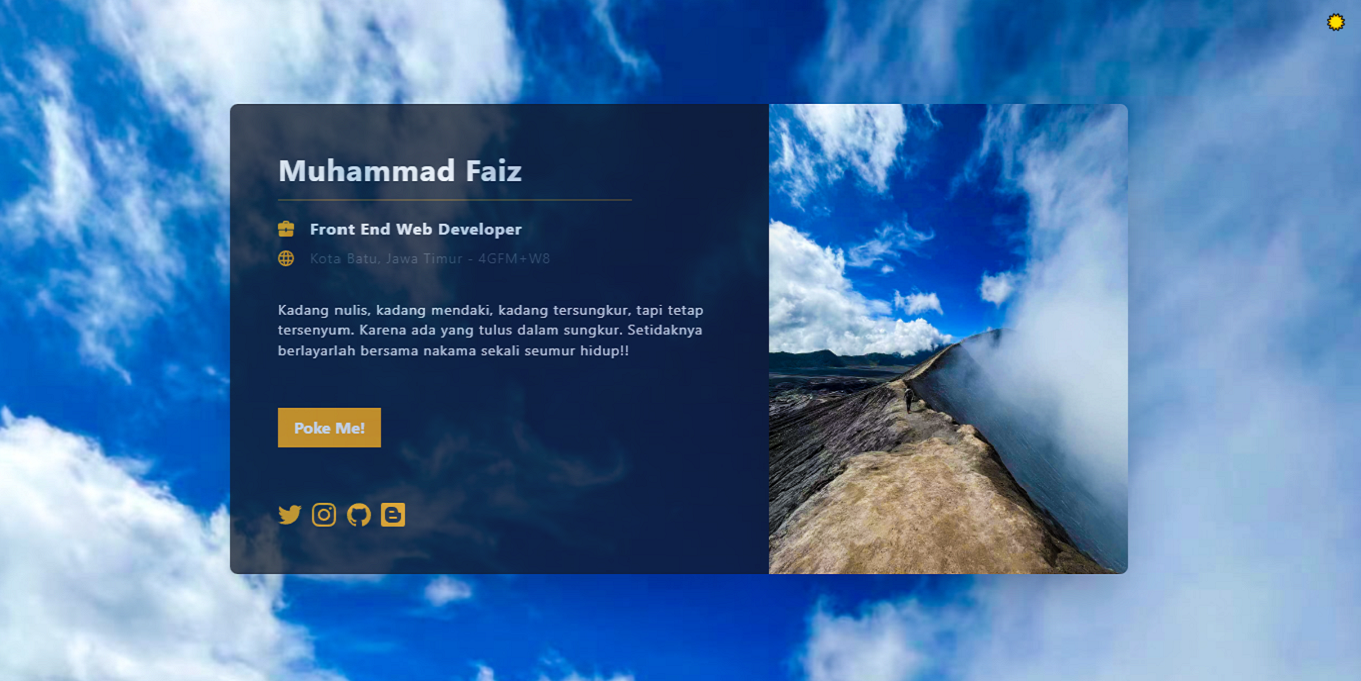 Muhammad Faiz
Front End Web Developer
Kota Batu, Jawa Timur - 4GFM+W8
Kadang nulis, kadang mendaki, kadang tersungkur, tapi tetap
tersenyum. Karena ada yang tulus dalam sungkur. Setidaknya
berlayarlah bersama nakama sekali seumur hidup!!
Poke Me!